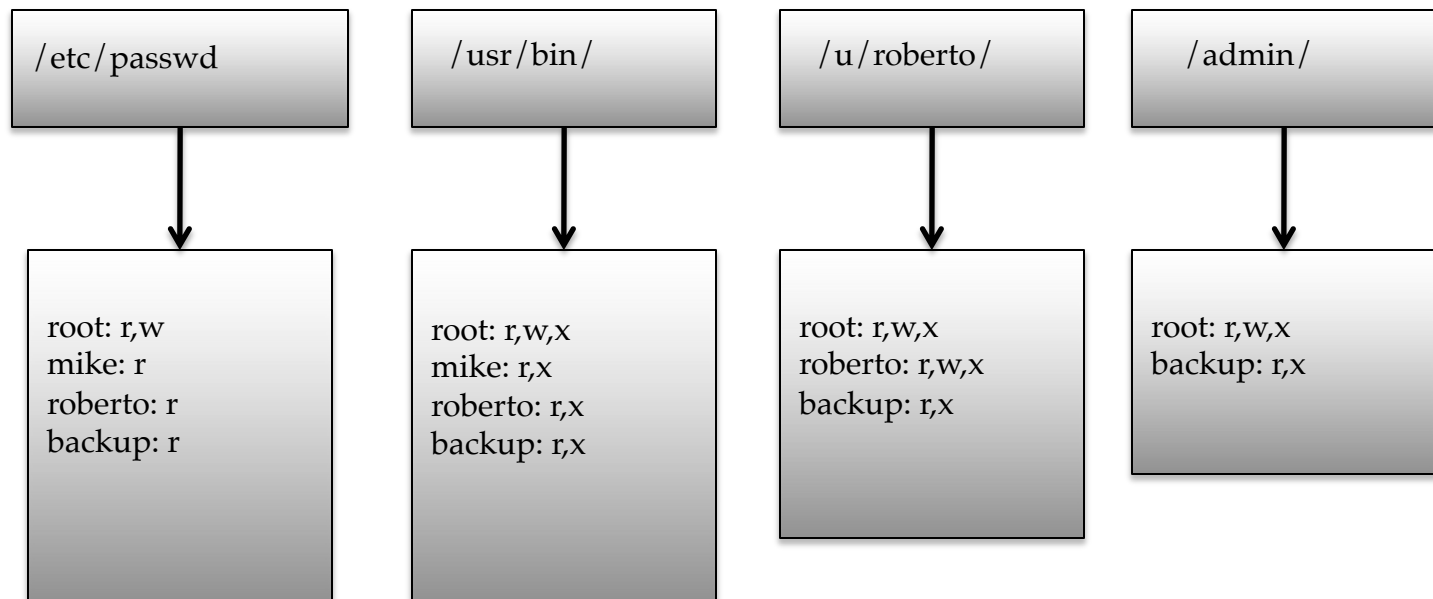 /etc/passwd
/usr/bin/
/u/roberto/
/admin/
root: r,w
mike: r
roberto: r
backup: r
root: r,w,x
mike: r,x
roberto: r,x
backup: r,x
root: r,w,x
roberto: r,w,x
backup: r,x
root: r,w,x
backup: r,x